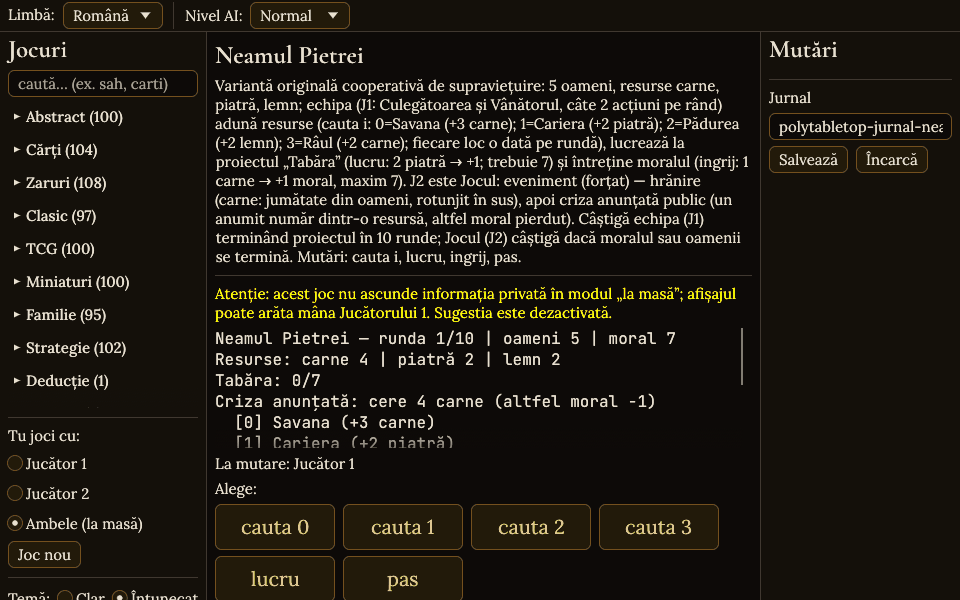 Limbă: Română Nivel AI: Normal
Jocuri
caută... (ex. sah, carti)
Abstract (100)
Cărți (104)
Zaruri (108)
Clasic (97)
TCG (100)
Miniaturi (100)
Familie (95)
Strategie (102)
Deducție (1)
Tu joci cu:
Jucător 1
Jucător 2
Ambele (la masă)
Joc nou
Temă: Clar Întunecat
Neamul Pietrei
Variantă originală cooperativă de supraviețuire: 5 oameni, resurse carne,
piatră, lemn; echipa (J1: Culegătoarea și Vânătorul, câte 2 acțiuni pe rând)
adună resurse (cauta i: 0=Savana (+3 carne); 1=Cariera (+2 piatră); 2=Pădurea
(+2 lemn); 3=Râul (+2 carne); fiecare loc o dată pe rundă), lucrează la
proiectul „Tabăra” (lucru: 2 piatră → +1; trebuie 7) și întreține moralul (ingrij: 1
carne → +1 moral, maxim 7). J2 este Jocul: eveniment (forțat) — hrănire
(carne: jumătate din oameni, rotunjit în sus), apoi criza anunțată public (un
anumit număr dintr-o resursă, altfel moral pierdut). Câștigă echipa (J1)
terminând proiectul în 10 runde; Jocul (J2) câștigă dacă moralul sau oamenii
se termină. Mutări: cauta i, lucru, ingrij, pas.
Atenție: acest joc nu ascunde informația privată în modul „la masă”; afișajul
poate arăta mâna Jucătorului 1. Sugestia este dezactivată.
Neamul Pietrei — runda 1/10 | oameni 5 | moral 7
Resurse: carne 4 | piatră 2 | lemn 2
Tabăra: 0/7
Criza anunțată: cere 4 carne (altfel moral -1)
[0] Savana (+3 carne)
[1] Cariera (+2 piatră)
La mutare: Jucător 1
Alege:
cauta 0 cauta 1 cauta 2 cauta 3
lucru pas
Mutări
Jurnal
polytabletop-jurnal-nea
Salvează Încarcă